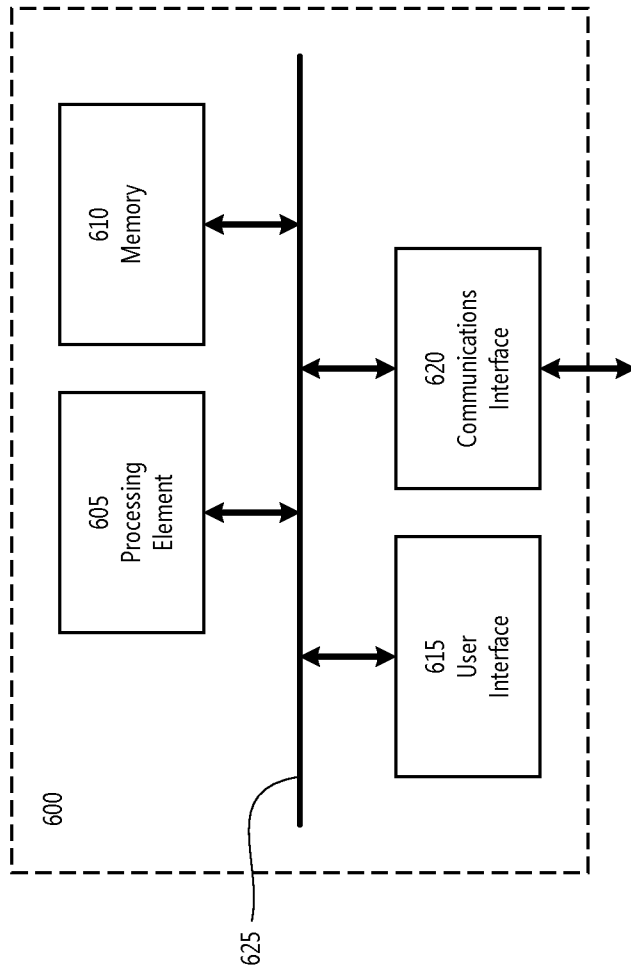 600
605
Processing
Element
610
Memory
615
User
Interface
620
Communications
Interface
625